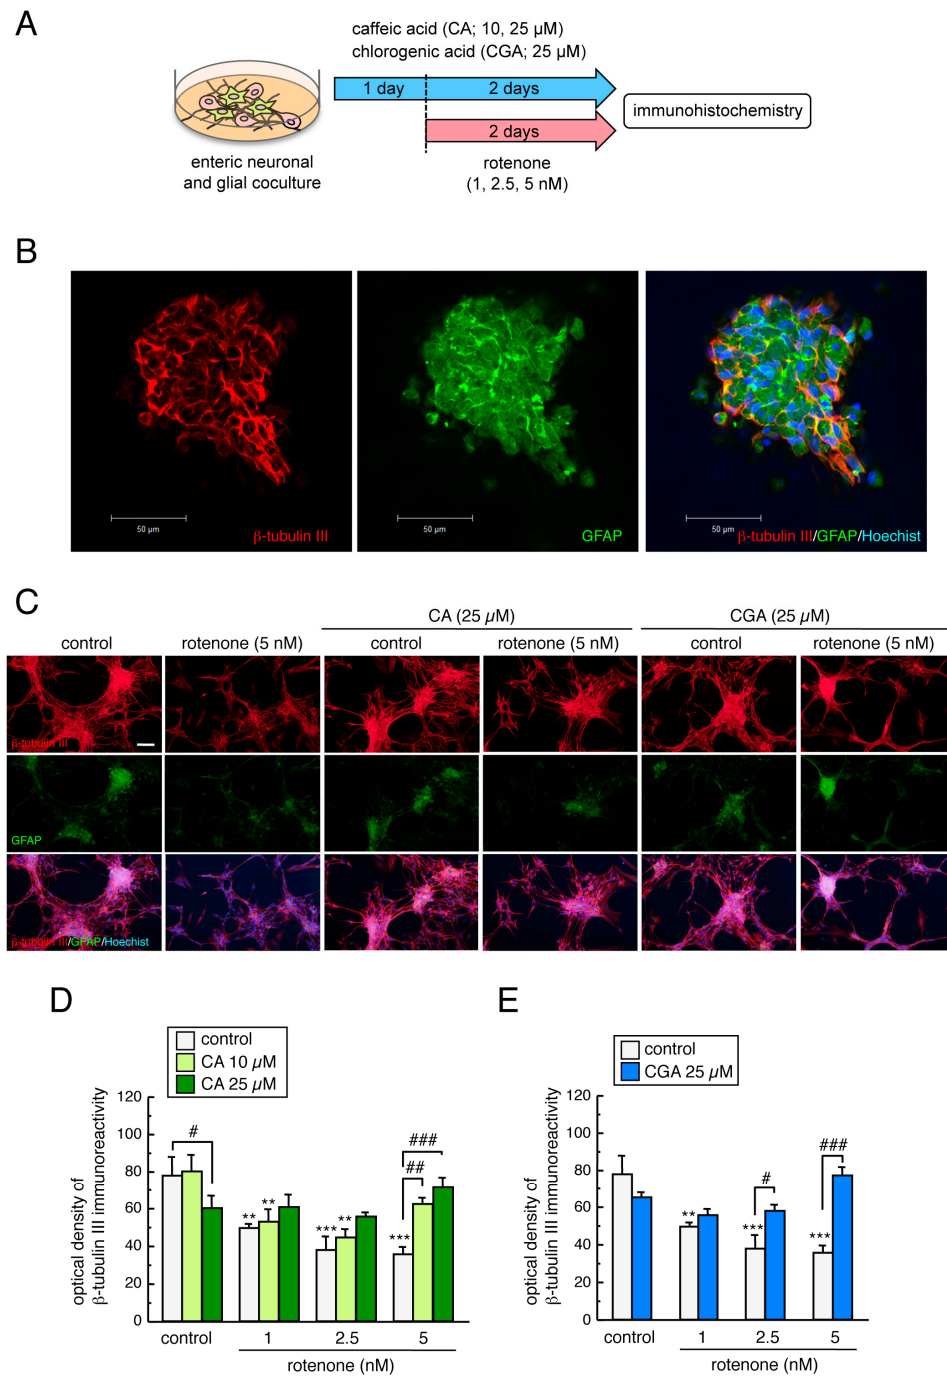 A
caffeic acid (CA; 10, 25 µM)
chlorogenic acid (CGA; 25 µM)
1 day
2 days
immunohistochemistry
2 days
enteric neuronal
and glial coculture
rotenone
(1, 2.5, 5 nM)
B
50 µm
β-tubulin III
50 µm
GFAP
50 µm
β-tubulin III/GFAP/Hoechist
C
CA (25 µM)
CGA (25 µM)
control
rotenone (5 nM)
control
rotenone (5 nM)
control
rotenone (5 nM)
β-tubulin III
GFAP
β-tubulin III/GFAP/Hoechist
D
control
CA 10 µM
CA 25 µM
optical density of
β-tubulin III immunoreactivity
120
100
80
60
40
20
0
#
**
**
***
**
***
##
###
control
1
2.5
5
rotenone (nM)
E
control
CGA 25 µM
optical density of
β-tubulin III immunoreactivity
120
100
80
60
40
20
0
**
***
#
***
###
control
1
2.5
5
rotenone (nM)